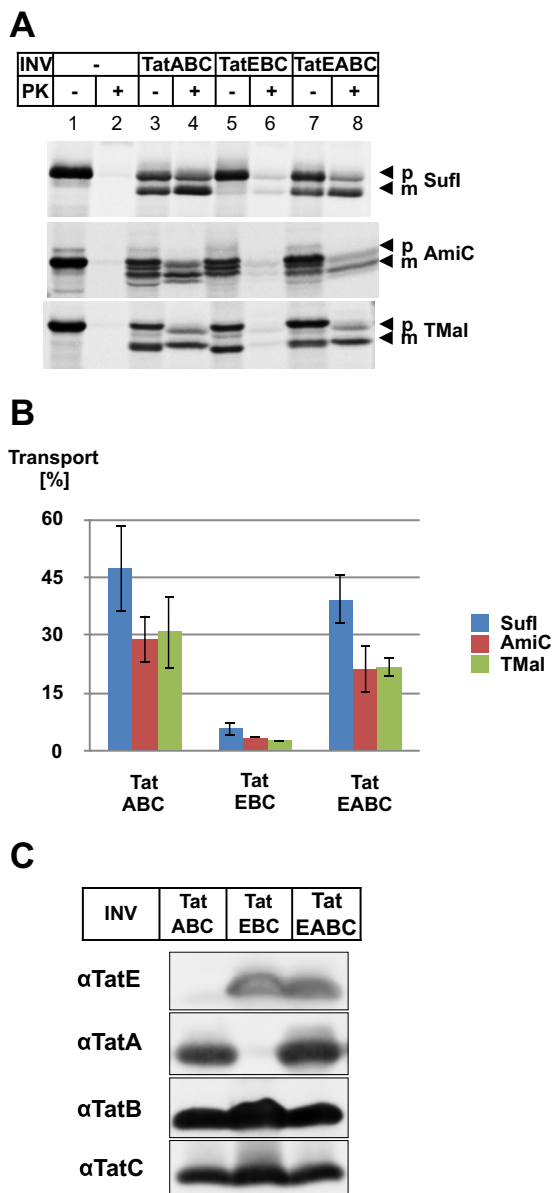 A
INV - TatABC TatEBC TatEABC
PK - + - + - + - +
1 2 3 4 5 6 7 8
p
m SufI
p
m AmiC
p
m TMal
B
Transport
[%]
60
45
30
15
0
SufI
AmiC
TMal
Tat Tat Tat
ABC EBC EABC
C
INV Tat ABC Tat EBC Tat EABC
αTatE
αTatA
αTatB
αTatC